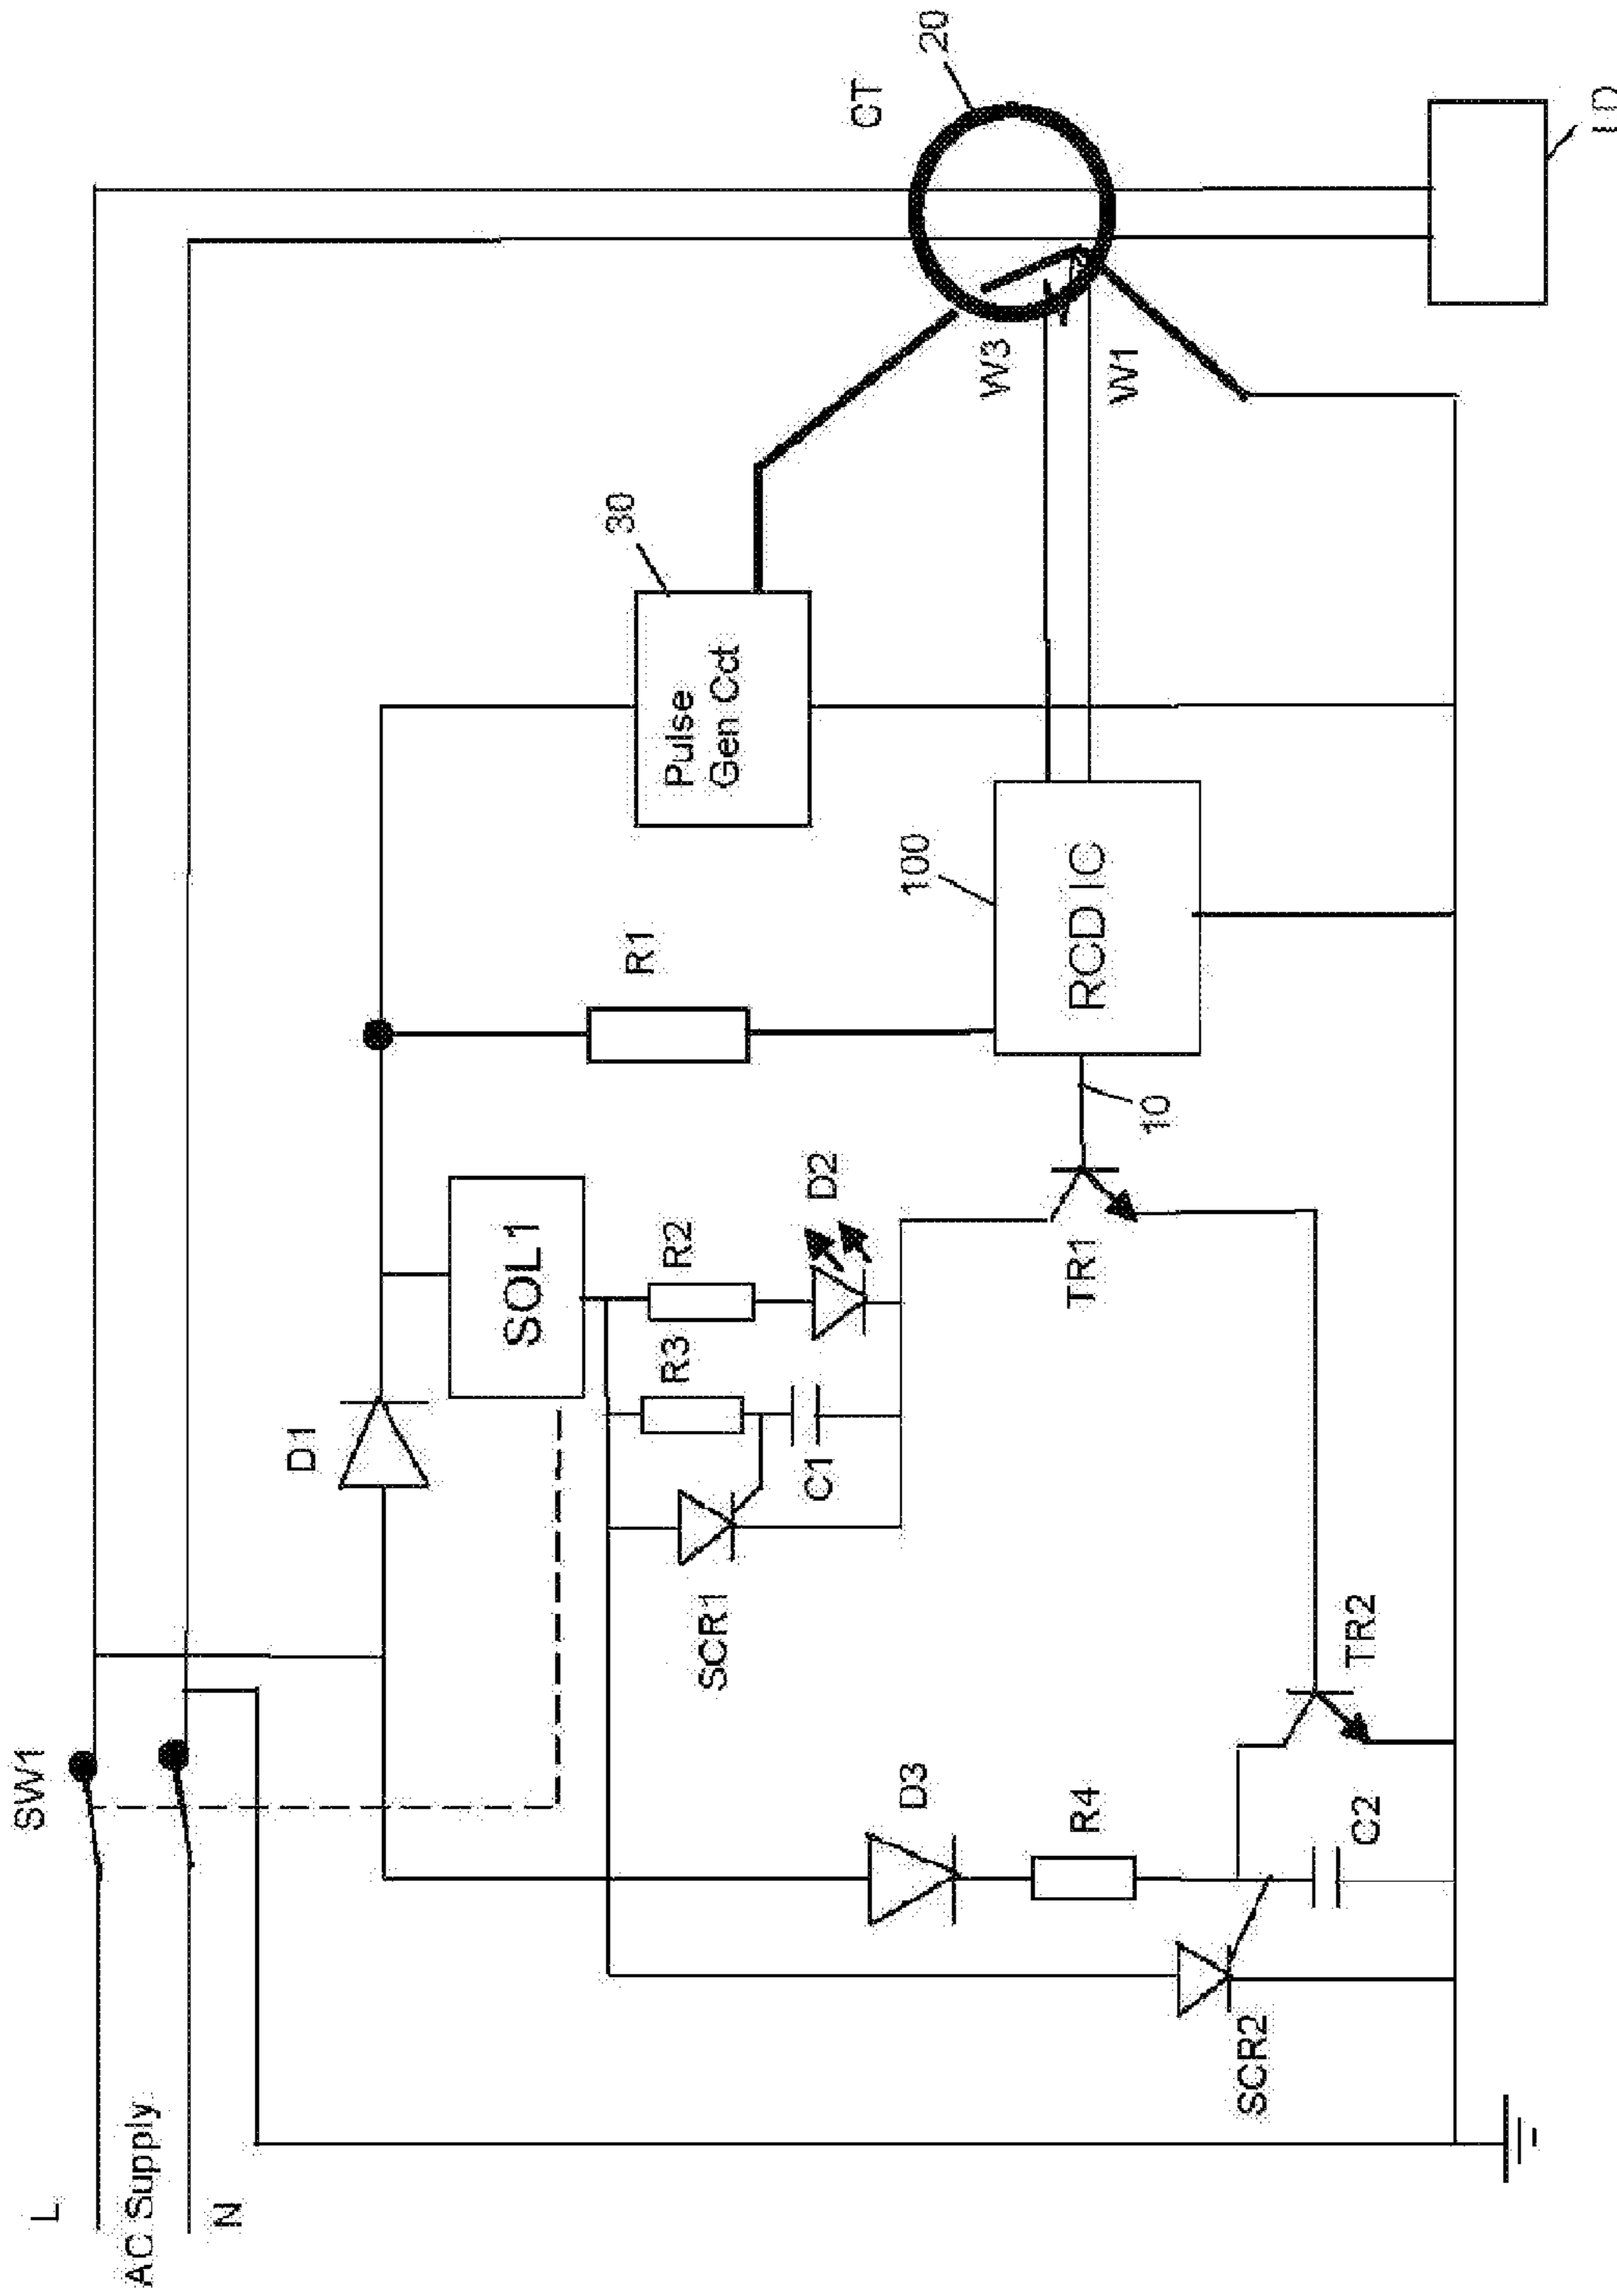 L
AC Supply
N
SW1
D1
SOL1
R1
Pulse
Gen Cct
30
CT
20
W3
W1
SCR1
R3
C1
R2
D2
100
RCD IC
10
TR1
D3
R4
SCR2
C2
TR2